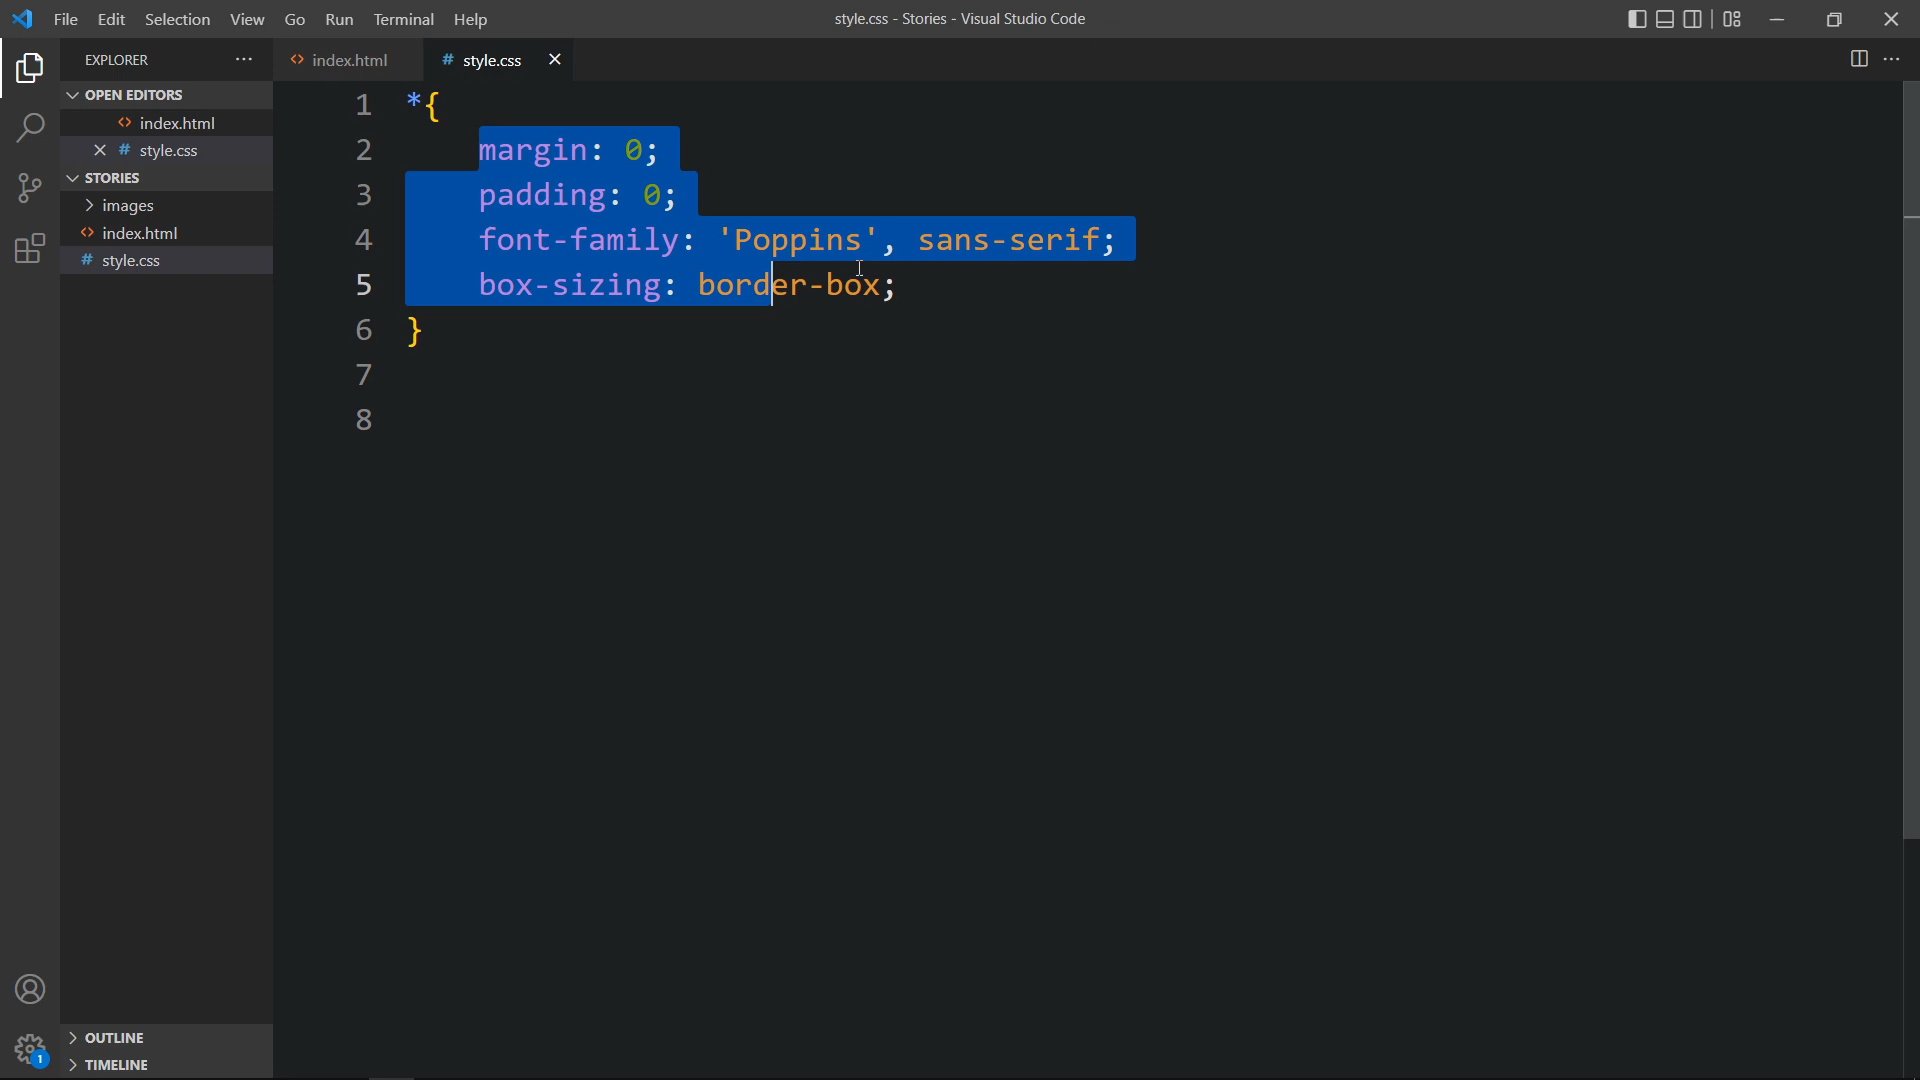 File Edit Selection View Go Run Terminal Help
style.css - Stories - Visual Studio Code
EXPLORER
index.html
# style.css
OPEN EDITORS
index.html
# style.css
STORIES
images
index.html
# style.css
1 *{
2 margin: 0;
3 padding: 0;
4 font-family: 'Poppins', sans-serif;
5 box-sizing: border-box;
6 }
7
8
1
OUTLINE
TIMELINE